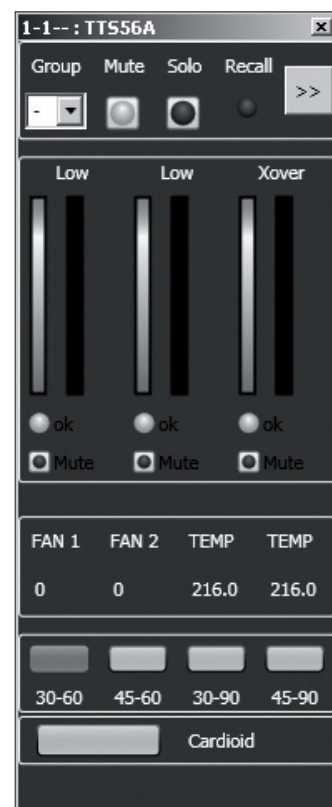 1-1-- : TTS56A
Group Mute Solo Recall
- >>
Low Low Xover
ok ok ok
Mute Mute Mute
FAN 1 FAN 2 TEMP TEMP
0 0 216.0 216.0
30-60 45-60 30-90 45-90
Cardioid